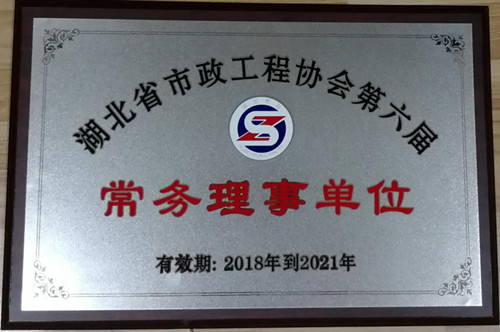 湖北省市政工程协会第六届
常务理事单位
有效期: 2018年到2021年